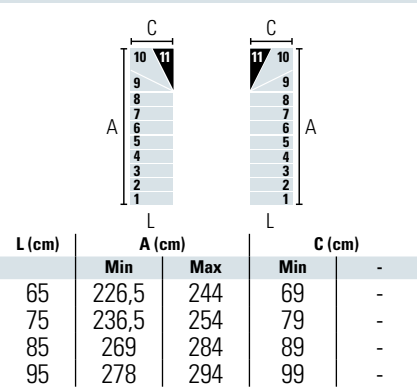 C C
10 11 11 10
9 9
8 8
7 7
A 6 6 A
5 5
4 4
3 3
2 2
1 1
L L
L (cm) A (cm) C (cm)
Min Max Min -
65 226,5 244 69 -
75 236,5 254 79 -
85 269 284 89 -
95 278 294 99 -